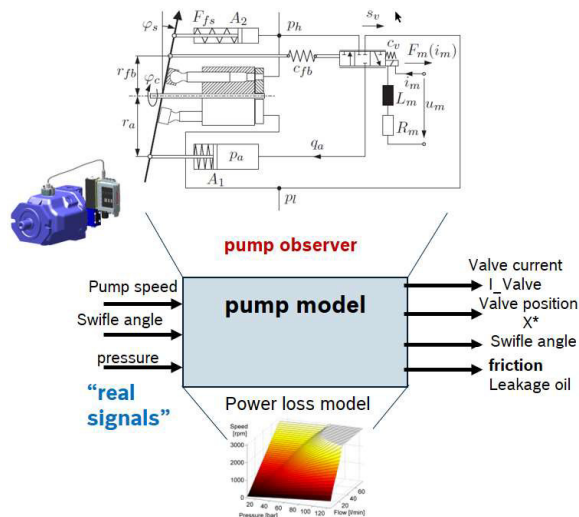 φs
Ffs
A2
ph
sv
rfb
φc
cfb
cv
Fm(im)
im
Lm
um
Rm
ra
pa
qa
A1
pl
pump observer
pump model
Pump speed
Swifle angle
pressure
“real
signals”
Valve current
I_Valve
Valve position
X*
Swifle angle
friction
Leakage oil
Power loss model
Speed
[rpm]
3000
2000
1000
0
20 40 60 80 100 120
Pressure [bar]
20 40 60
Flow [l/min]